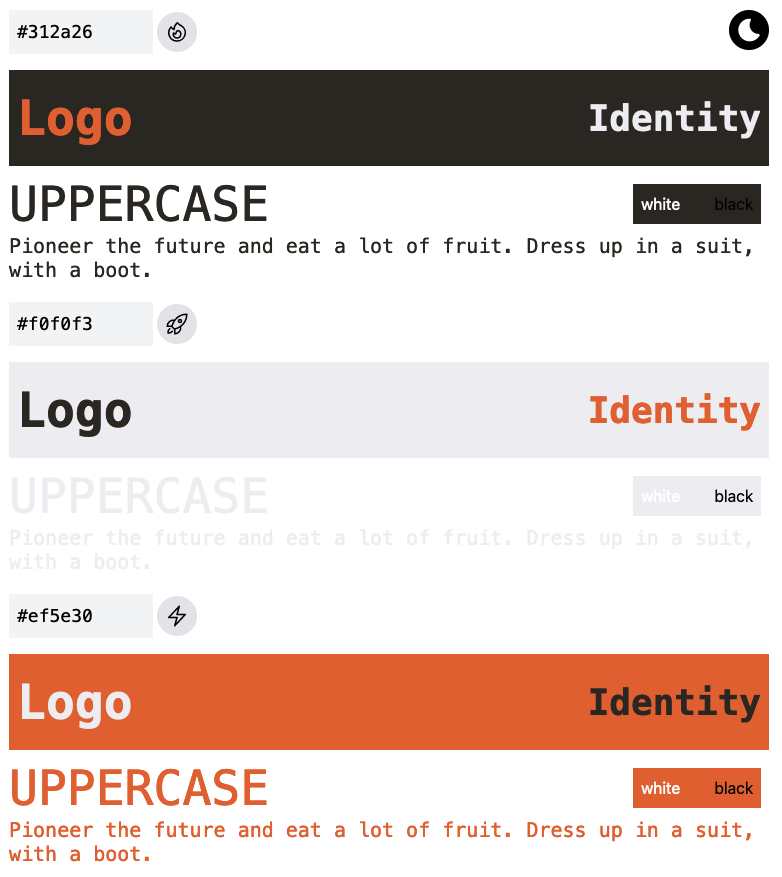 #312a26
Logo Identity
UPPERCASE white black
Pioneer the future and eat a lot of fruit. Dress up in a suit,
with a boot.
#f0f0f3
Logo Identity
UPPERCASE white black
Pioneer the future and eat a lot of fruit. Dress up in a suit,
with a boot.
#ef5e30
Logo Identity
UPPERCASE white black
Pioneer the future and eat a lot of fruit. Dress up in a suit,
with a boot.